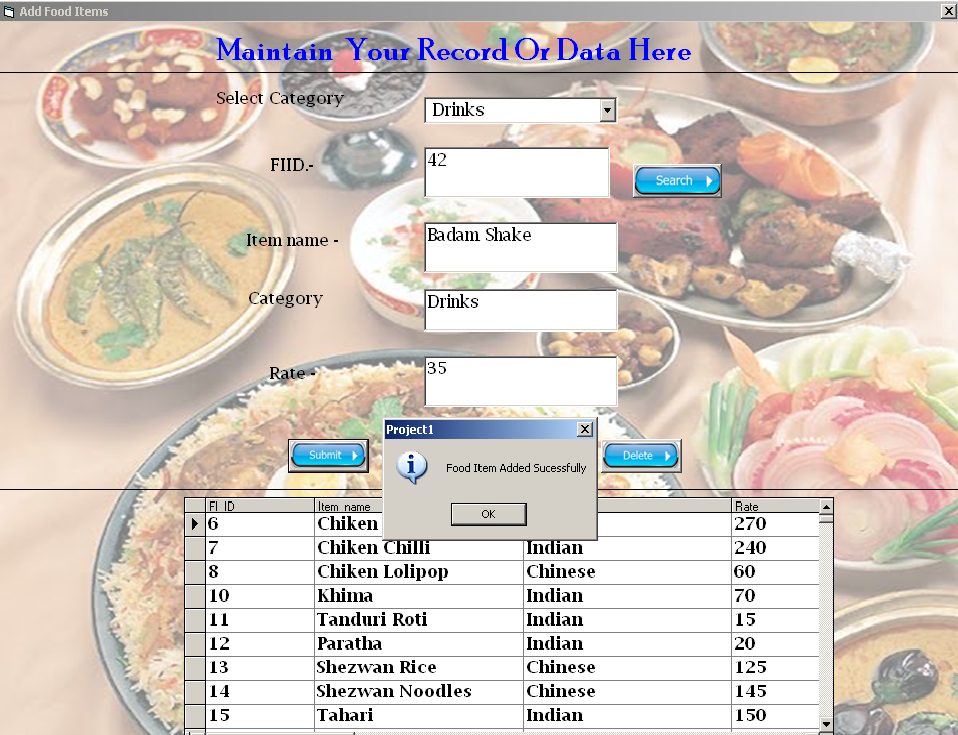 Add Food Items
Maintain Your Record Or Data Here
Select Category
Drinks
FIID.-
42
Search
Item name -
Badam Shake
Category
Drinks
Rate -
35
Project1
Food Item Added Sucessfully
OK
Submit
Delete
FI_ID Item_name Rate
6 Chiken 270
7 Chiken Chilli Indian 240
8 Chiken Lolipop Chinese 60
10 Khima Indian 70
11 Tanduri Roti Indian 15
12 Paratha Indian 20
13 Shezwan Rice Chinese 125
14 Shezwan Noodles Chinese 145
15 Tahari Indian 150